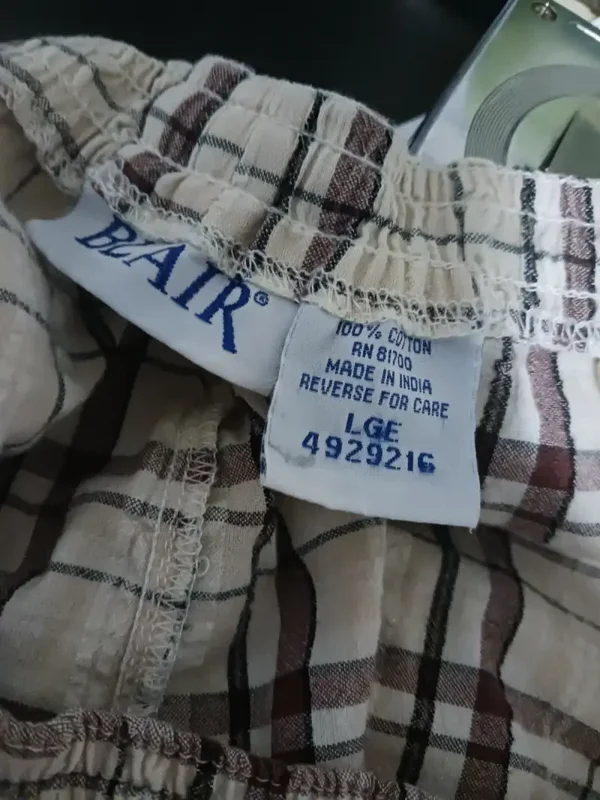 BLAIR®
100% COTTON
RN 81700
MADE IN INDIA
REVERSE FOR CARE
LGE
4929216